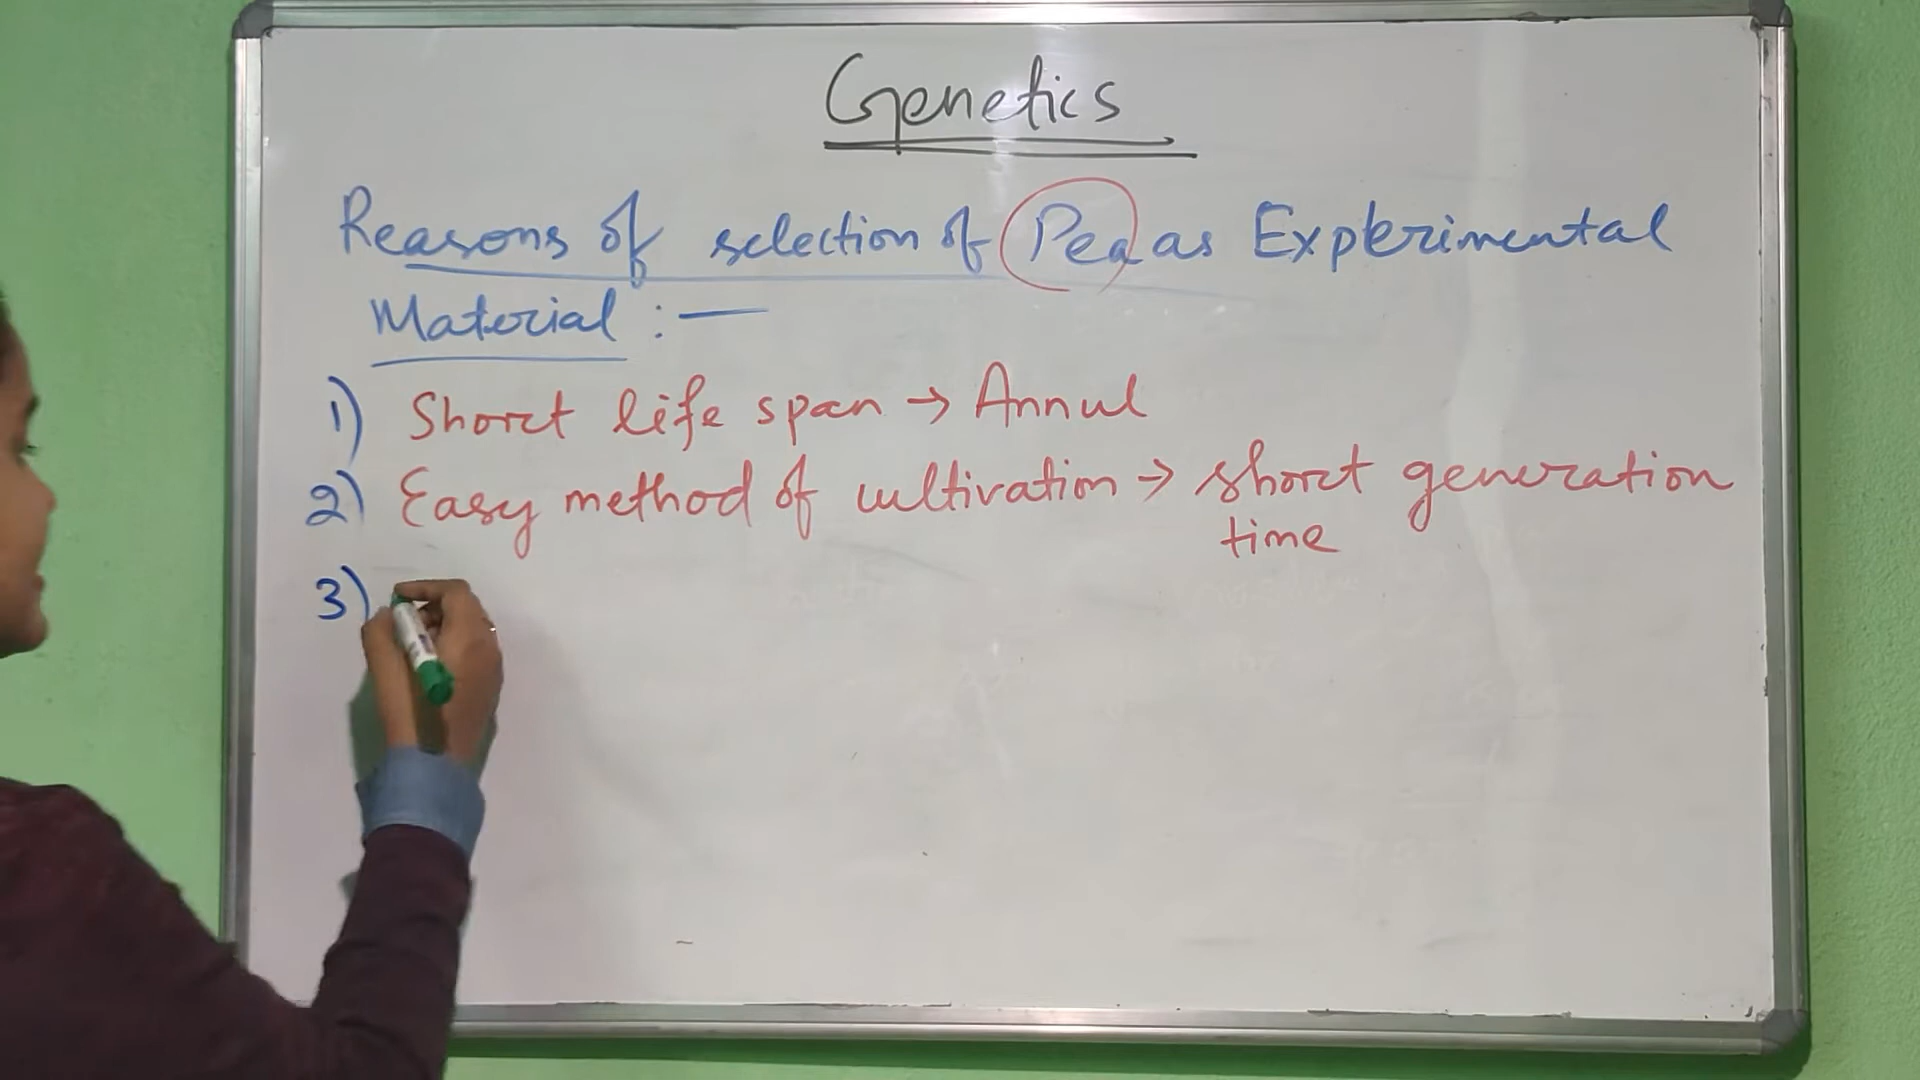 Genetics
Reasons of selection of Pea as Experimental
Material : —
1) Short life span → Annul
2) Easy method of cultivation → short generation
time
3)